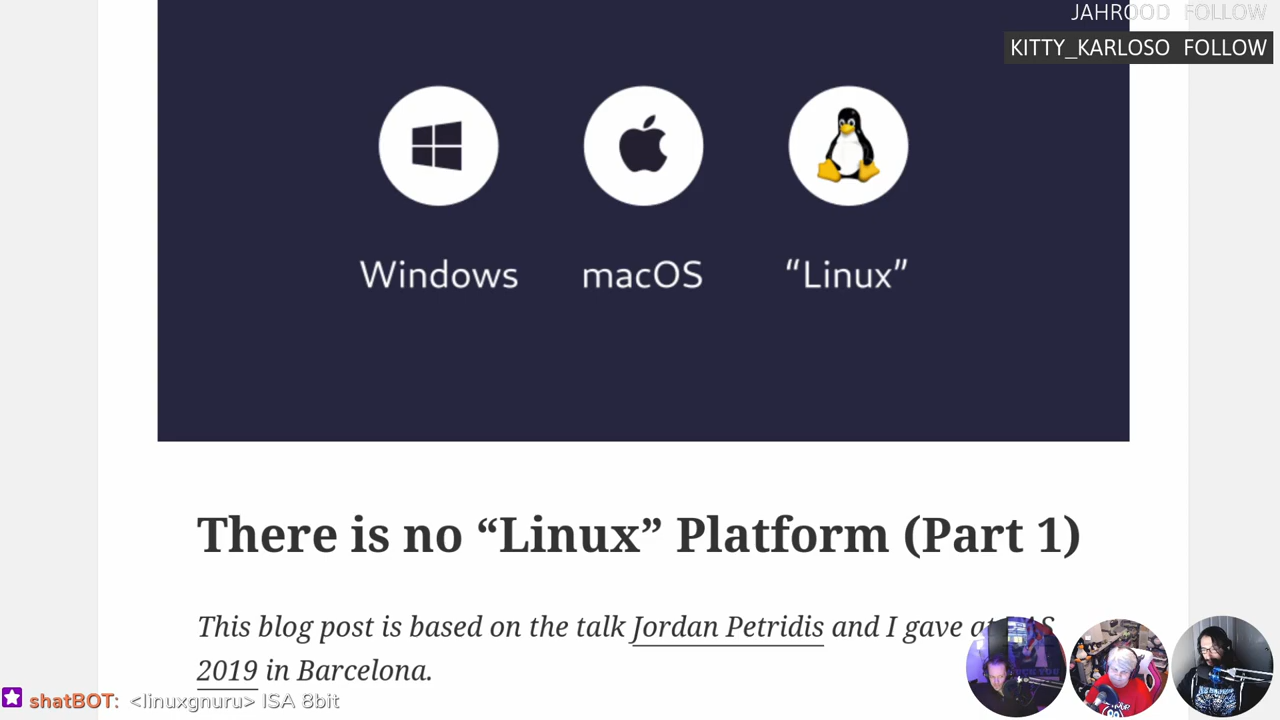 JAHROOD FOLLOW
KITTY_KARLOSO FOLLOW
Windows macOS “Linux”
There is no “Linux” Platform (Part 1)
This blog post is based on the talk Jordan Petridis and I gave at
2019 in Barcelona.
shatBOT: <linuxgnuru> ISA 8bit